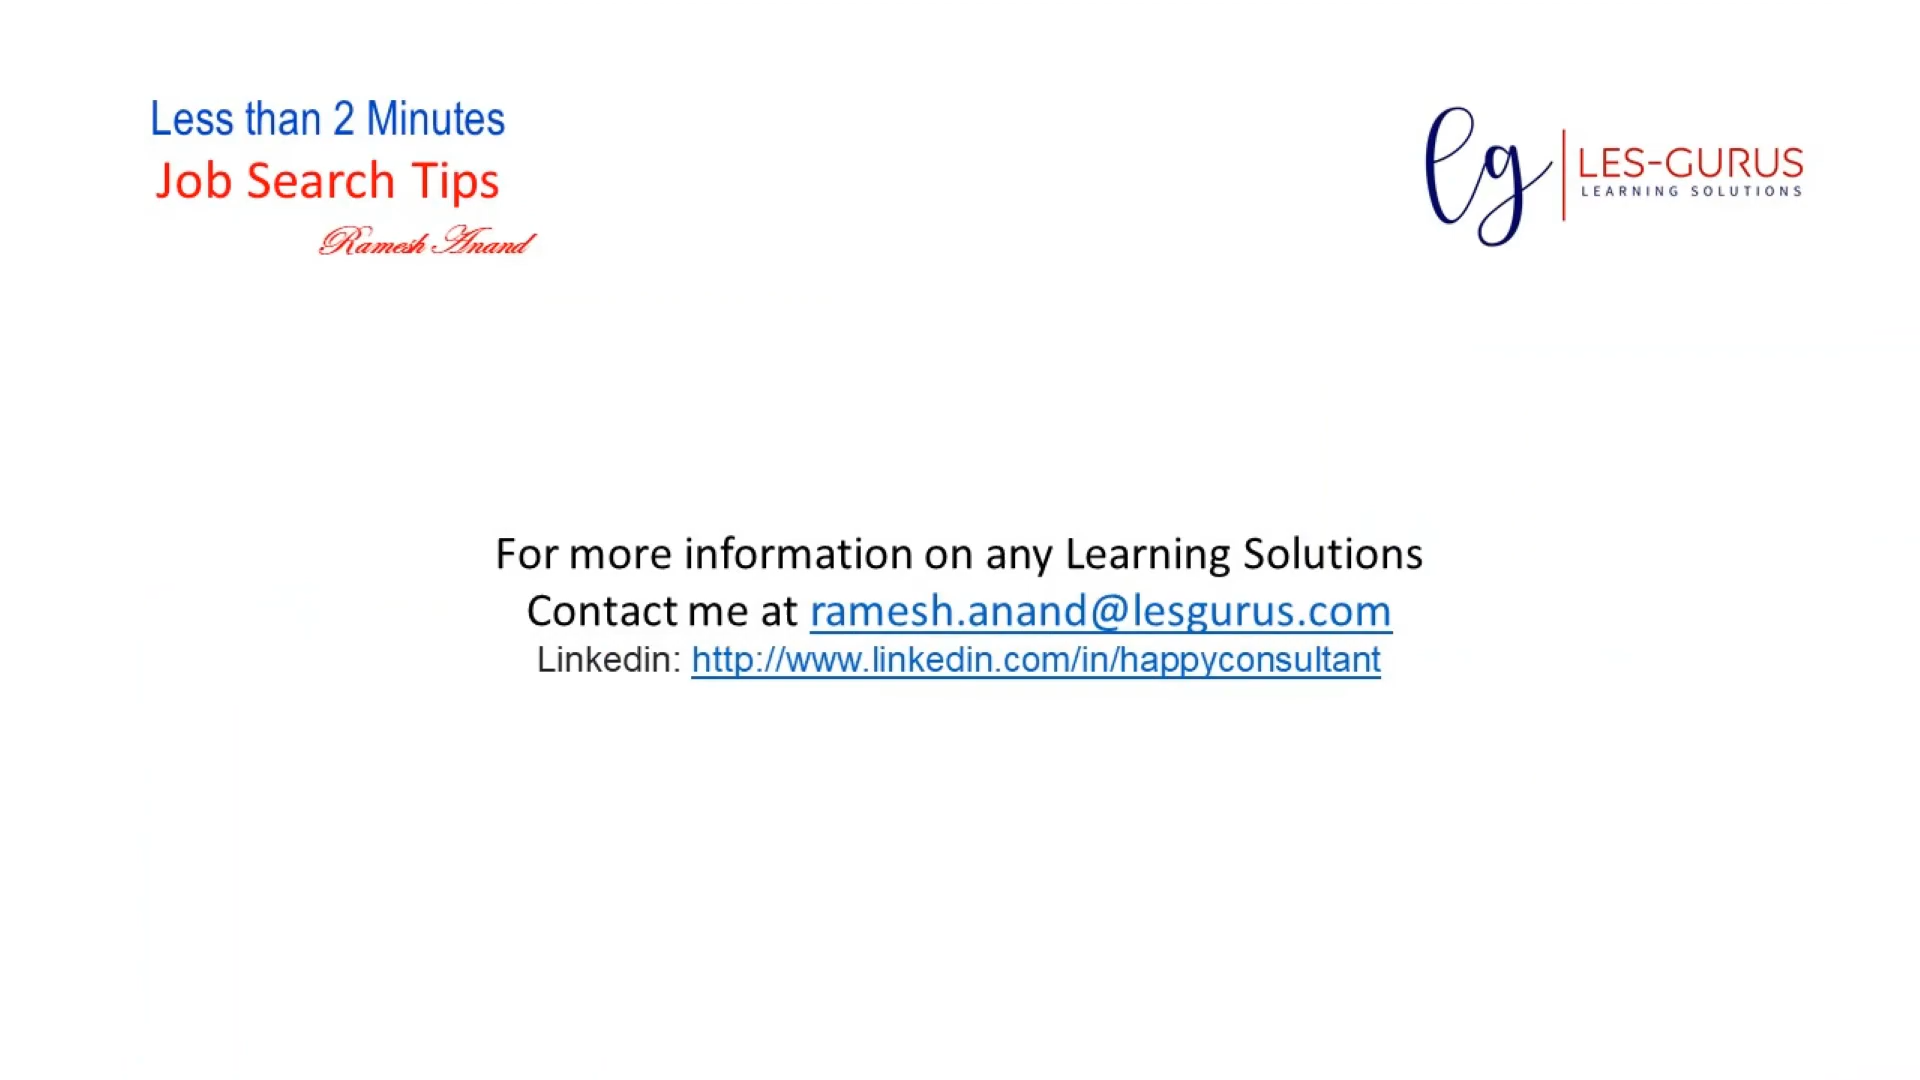 Less than 2 Minutes
Job Search Tips
Ramesh Anand
lg
LES-GURUS
LEARNING SOLUTIONS
For more information on any Learning Solutions
Contact me at ramesh.anand@lesgurus.com
Linkedin: http://www.linkedin.com/in/happyconsultant